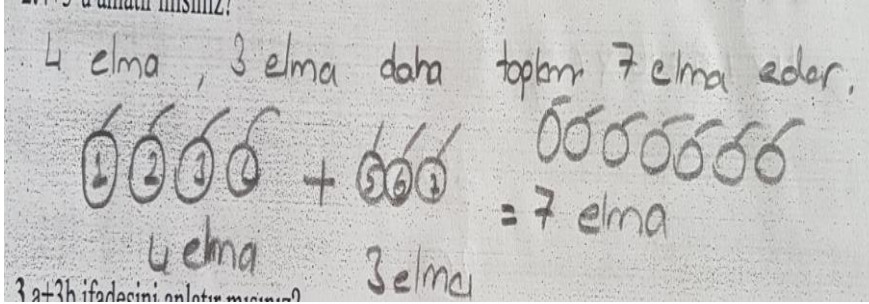 4 elma, 3 elma daha toplam 7 elma eder.
1 2 3 4 + 5 6 7
= 7 elma
4 elma
3 elma
3 a+3b ifadesini anlatır mısınız?